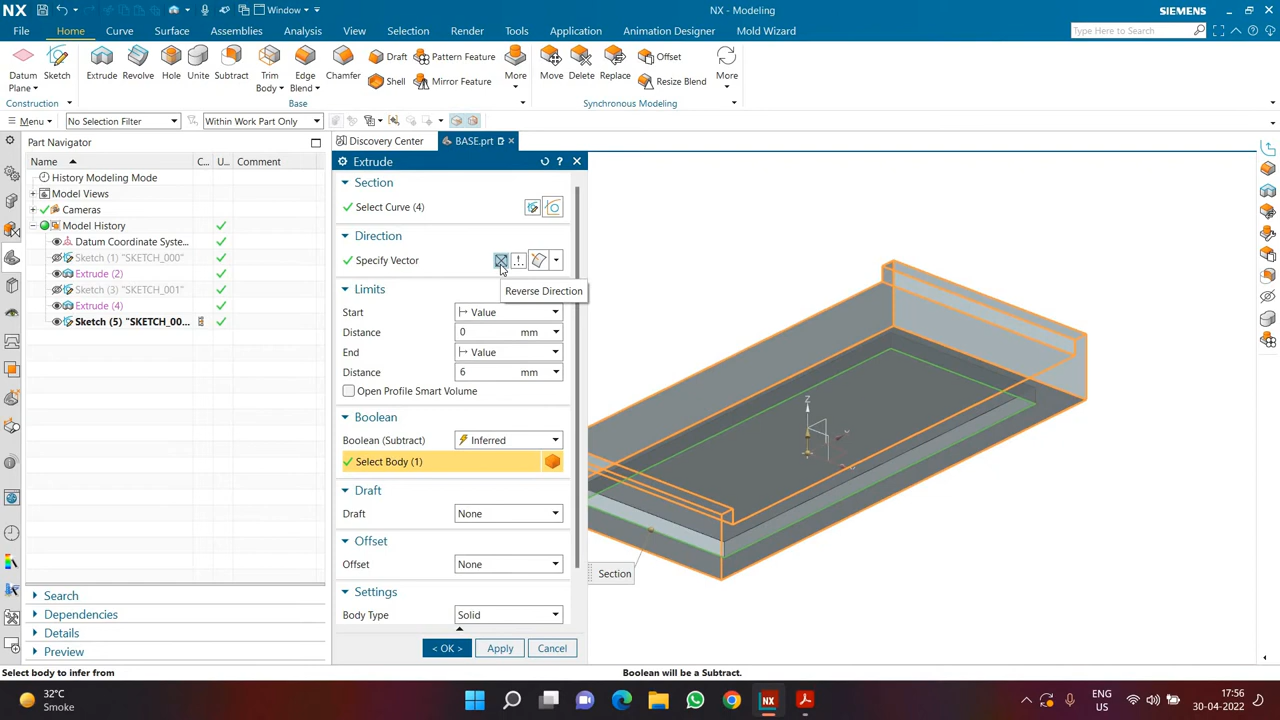 NX
Window
NX - Modeling
SIEMENS
File Home Curve Surface Assemblies Analysis View Selection Render Tools Application Animation Designer Mold Wizard
Type Here to Search
Datum Plane
Sketch
Extrude
Revolve
Hole
Unite
Subtract
Trim Body
Edge Blend
Chamfer
Draft
Shell
Pattern Feature
Mirror Feature
More
Move
Delete
Replace
Offset
Resize Blend
More
Construction
Base
Synchronous Modeling
Menu
No Selection Filter
Within Work Part Only
Part Navigator
Discovery Center
BASE.prt
Name C... U... Comment
History Modeling Mode
Model Views
Cameras
Model History
Datum Coordinate Syste...
Sketch (1) "SKETCH_000"
Extrude (2)
Sketch (3) "SKETCH_001"
Extrude (4)
Sketch (5) "SKETCH_00...
Search
Dependencies
Details
Preview
Extrude
Section
Select Curve (4)
Direction
Specify Vector
Reverse Direction
Limits
Start Value
Distance 0 mm
End Value
Distance 6 mm
Open Profile Smart Volume
Boolean
Boolean (Subtract) Inferred
Select Body (1)
Draft
Draft None
Offset
Offset None
Settings
Body Type Solid
< OK > Apply Cancel
Z
Section
Select body to infer from
Boolean will be a Subtract.
32°C
Smoke
NX
ENG
US
17:56
30-04-2022